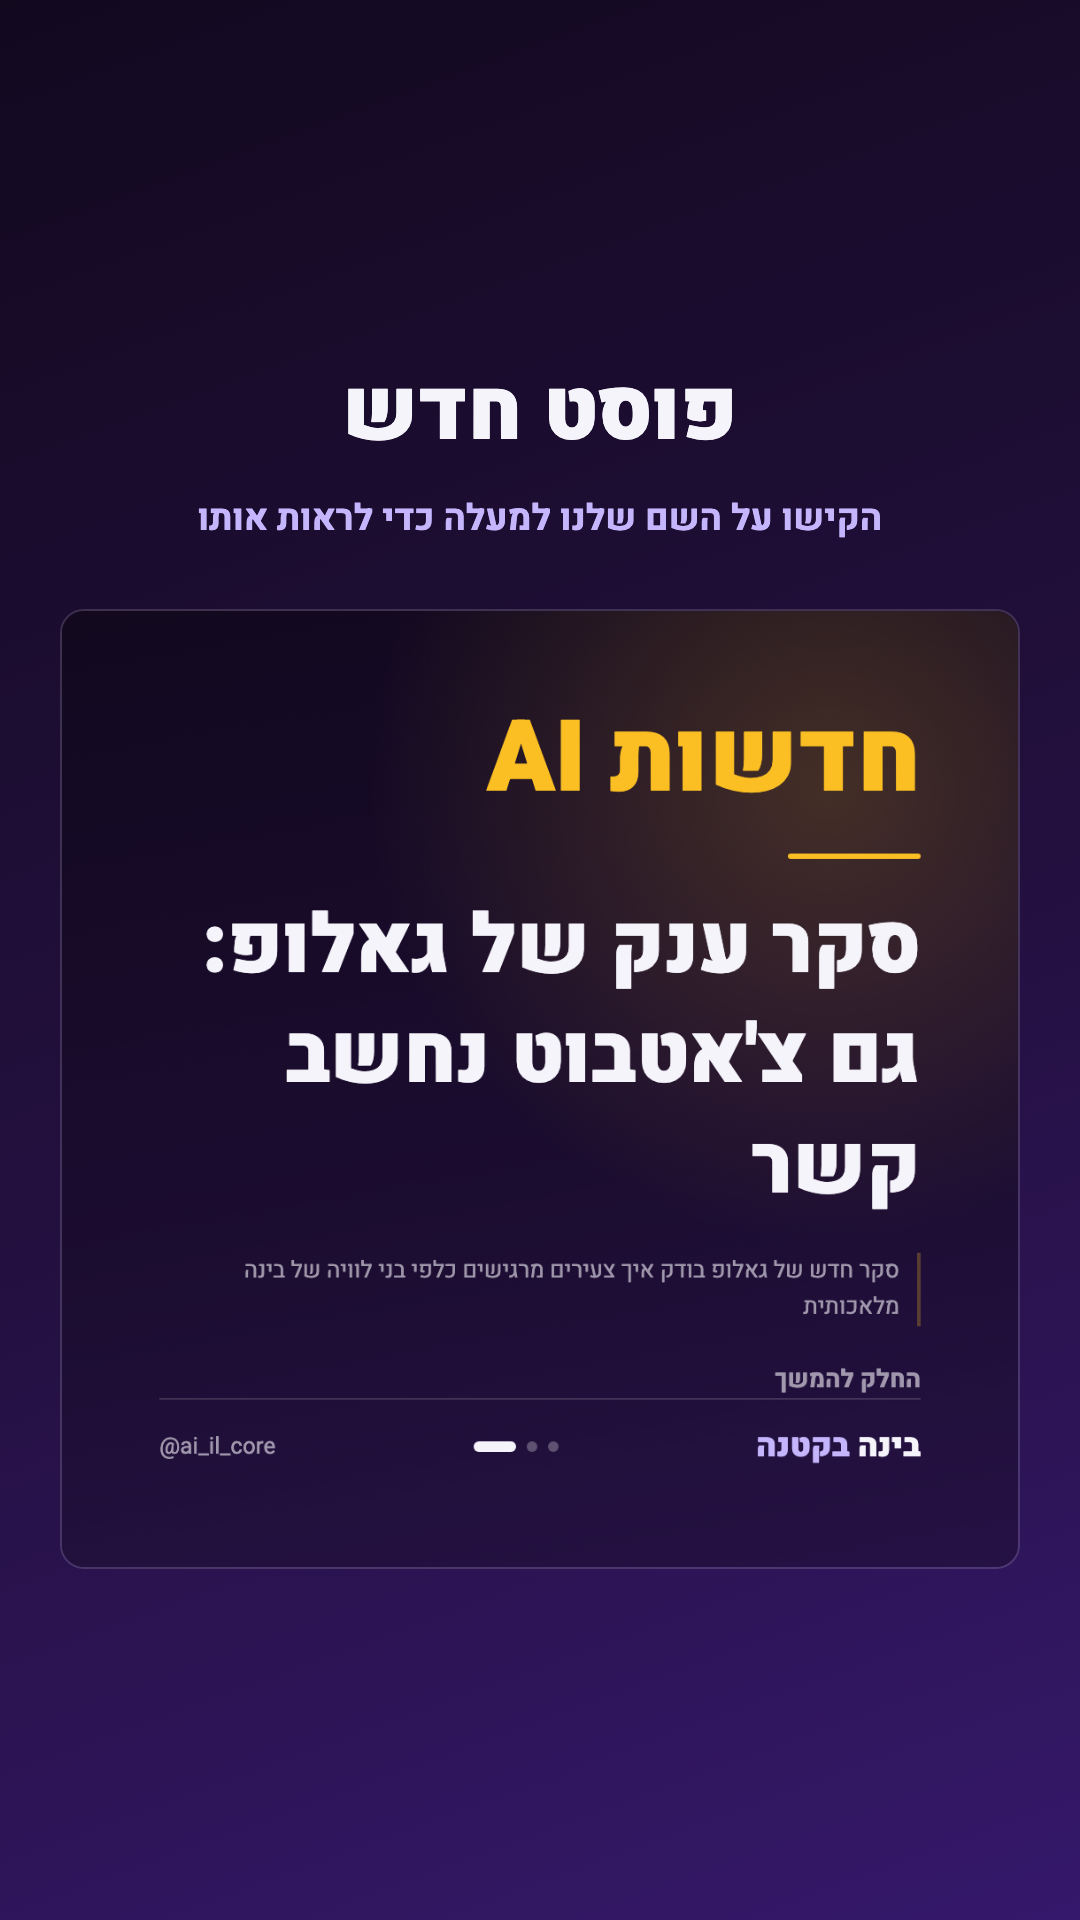 פוסט חדש
הקישו על השם שלנו למעלה כדי לראות אותו
חדשות AI
סקר ענק של גאלופ:
גם צ'אטבוט נחשב
קשר
סקר חדש של גאלופ בודק איך צעירים מרגישים כלפי בני לוויה של בינה
מלאכותית
החלק להמשך
בינה בקטנה
@ai_il_core